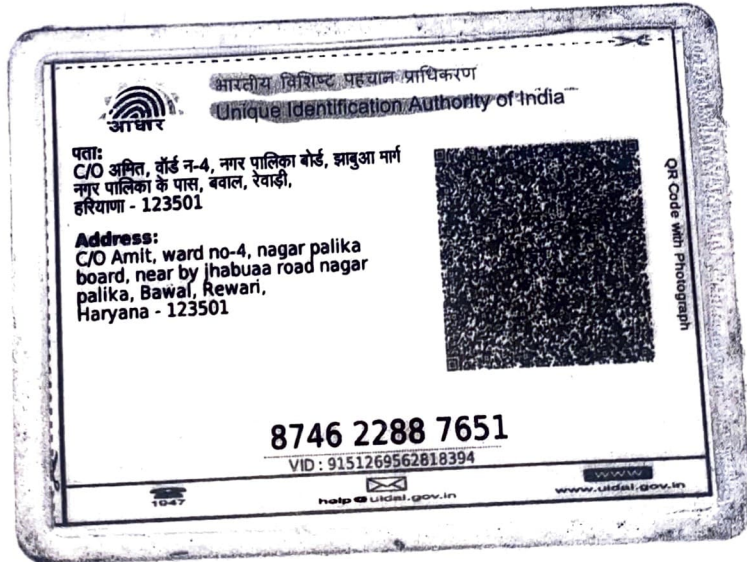 भारतीय विशिष्ट पहचान प्राधिकरण
Unique Identification Authority of India
आधार
पता:
C/O अमित, वॉर्ड न-4, नगर पालिका बोर्ड, झाबुआ मार्ग
नगर पालिका के पास, बवाल, रेवाड़ी,
हरियाणा - 123501
Address:
C/O Amit, ward no-4, nagar palika
board, near by jhabuaa road nagar
palika, Bawal, Rewari,
Haryana - 123501
QR Code with Photograph
8746 2288 7651
VID : 9151269562818394
1947
help@uidai.gov.in
www
www.uidai.gov.in